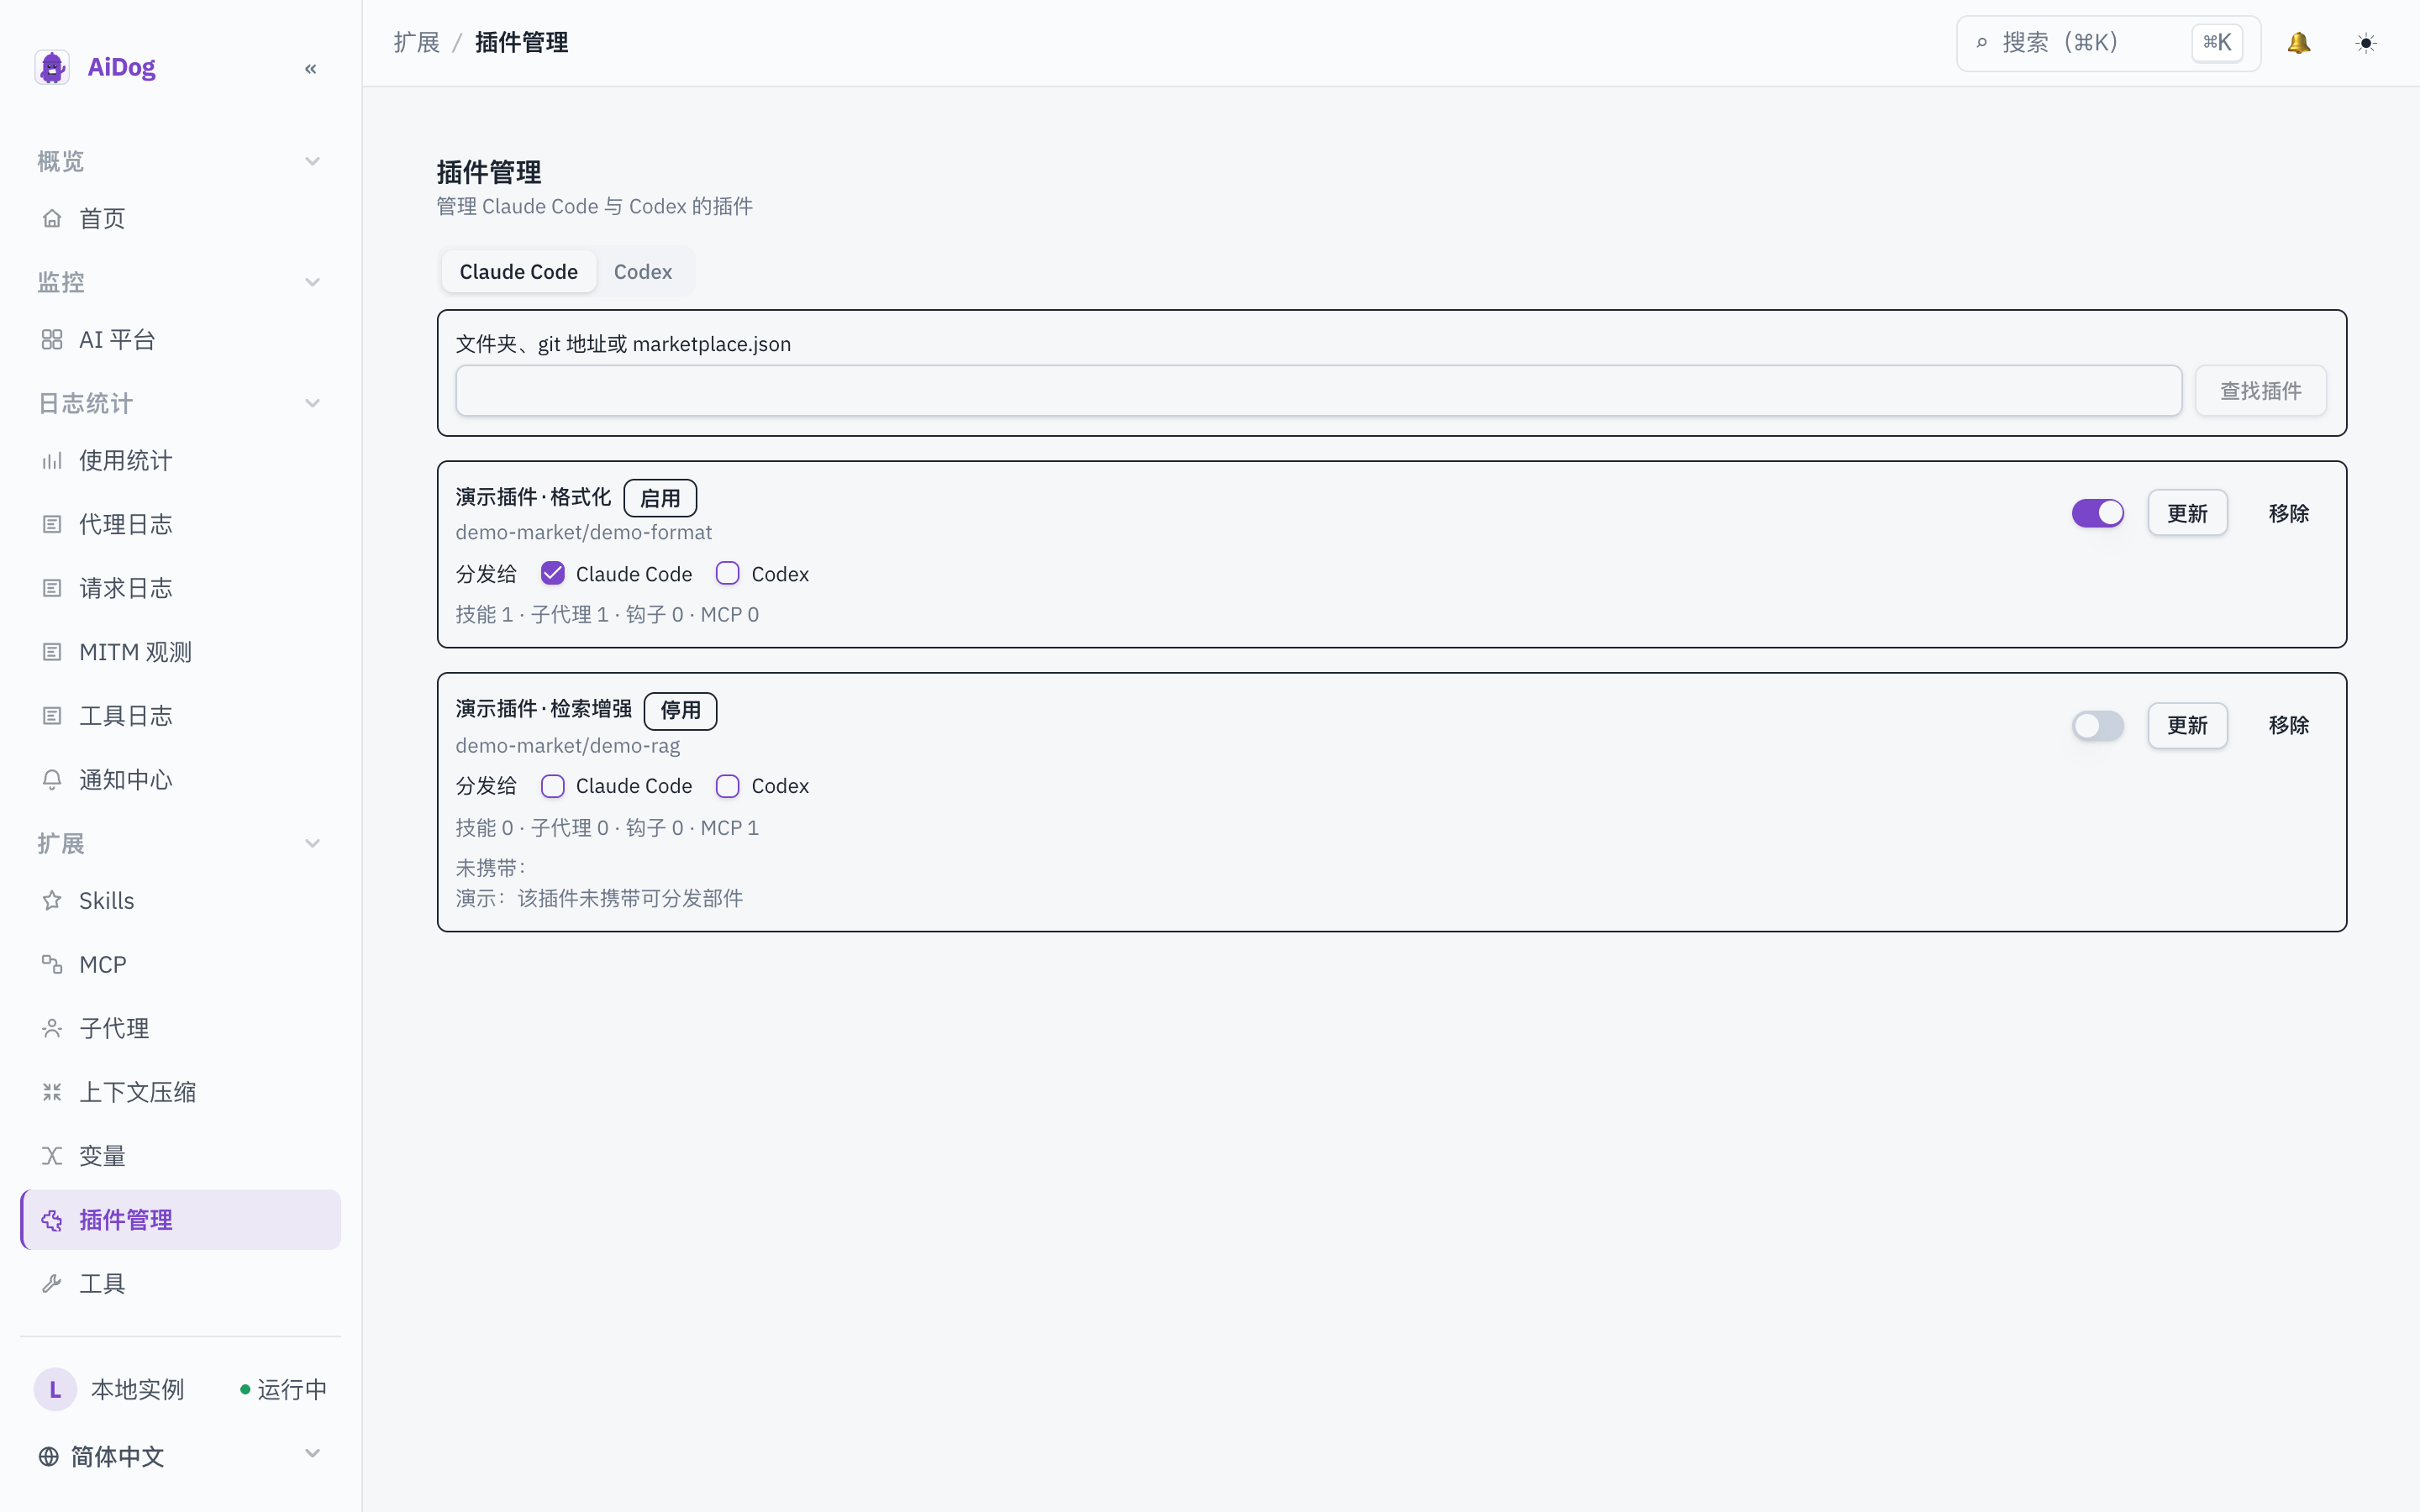 AiDog
«
概览
首页
监控
AI 平台
日志统计
使用统计
代理日志
请求日志
MITM 观测
工具日志
通知中心
扩展
Skills
MCP
子代理
上下文压缩
变量
插件管理
工具
L 本地实例 运行中
简体中文
扩展 / 插件管理
搜索（⌘K） ⌘K
插件管理
管理 Claude Code 与 Codex 的插件
Claude Code Codex
文件夹、git 地址或 marketplace.json
查找插件
演示插件·格式化 启用
更新 移除
demo-market/demo-format
分发给 Claude Code Codex
技能 1 · 子代理 1 · 钩子 0 · MCP 0
演示插件·检索增强 停用
更新 移除
demo-market/demo-rag
分发给 Claude Code Codex
技能 0 · 子代理 0 · 钩子 0 · MCP 1
未携带：
演示：该插件未携带可分发部件